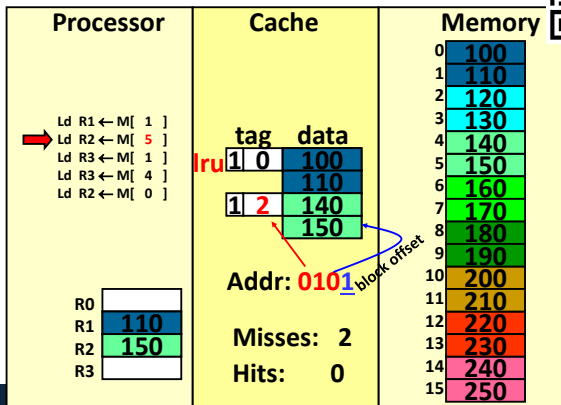 Processor
Ld R1 ← M[ 1 ]
Ld R2 ← M[ 5 ]
Ld R3 ← M[ 1 ]
Ld R3 ← M[ 4 ]
Ld R2 ← M[ 0 ]
R0
R1 110
R2 150
R3
Cache
tag data
lru 1 0 100
110
1 2 140
150
Addr: 0101
block offset
Misses: 2
Hits: 0
Memory
0 100
1 110
2 120
3 130
4 140
5 150
6 160
7 170
8 180
9 190
10 200
11 210
12 220
13 230
14 240
15 250